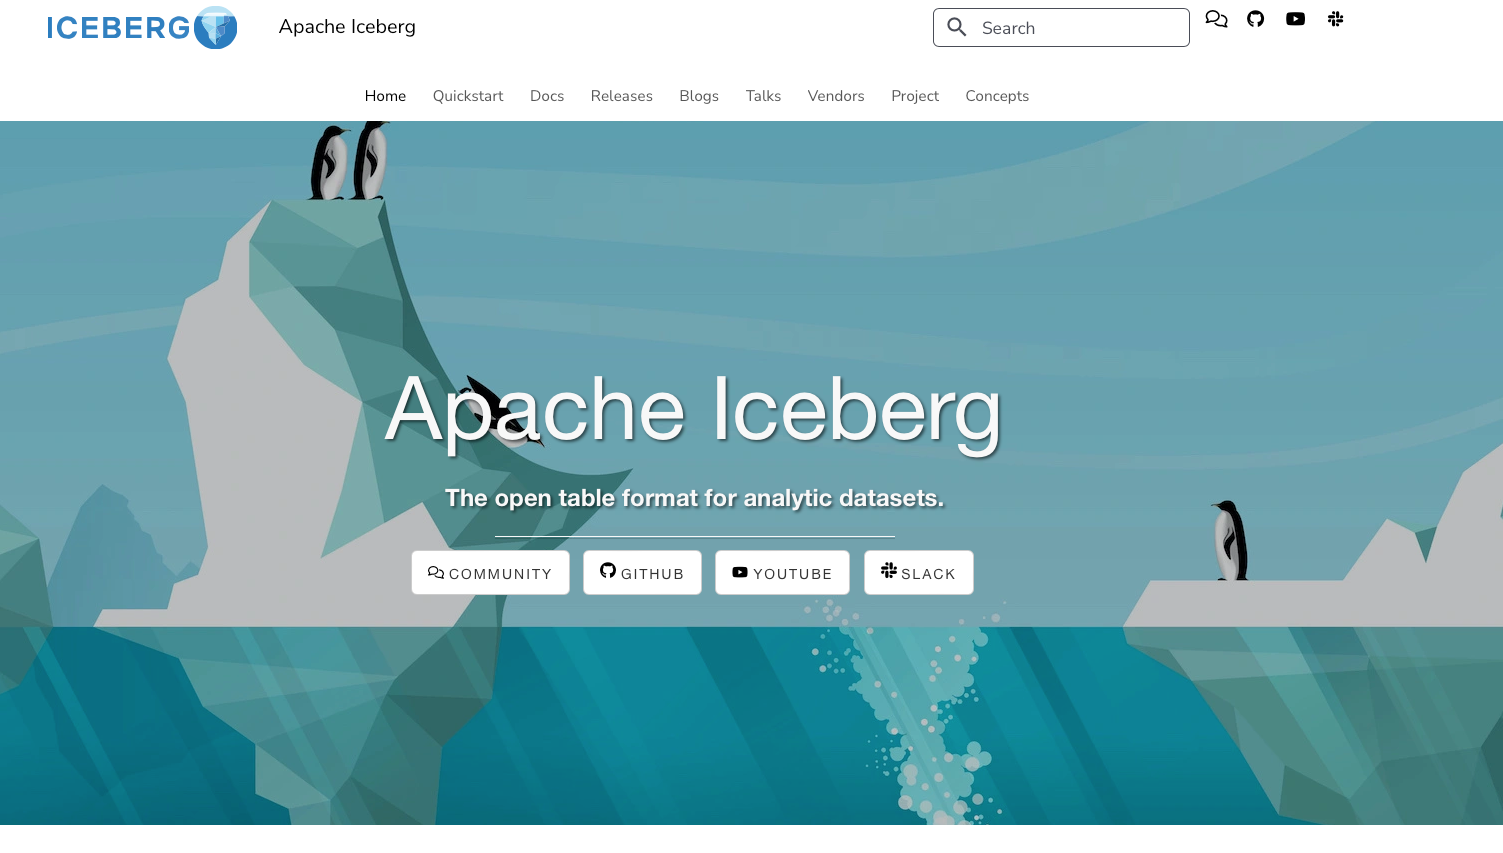 ICEBERG
Apache Iceberg
Search
Home Quickstart Docs Releases Blogs Talks Vendors Project Concepts
Apache Iceberg
The open table format for analytic datasets.
COMMUNITY GITHUB YOUTUBE SLACK